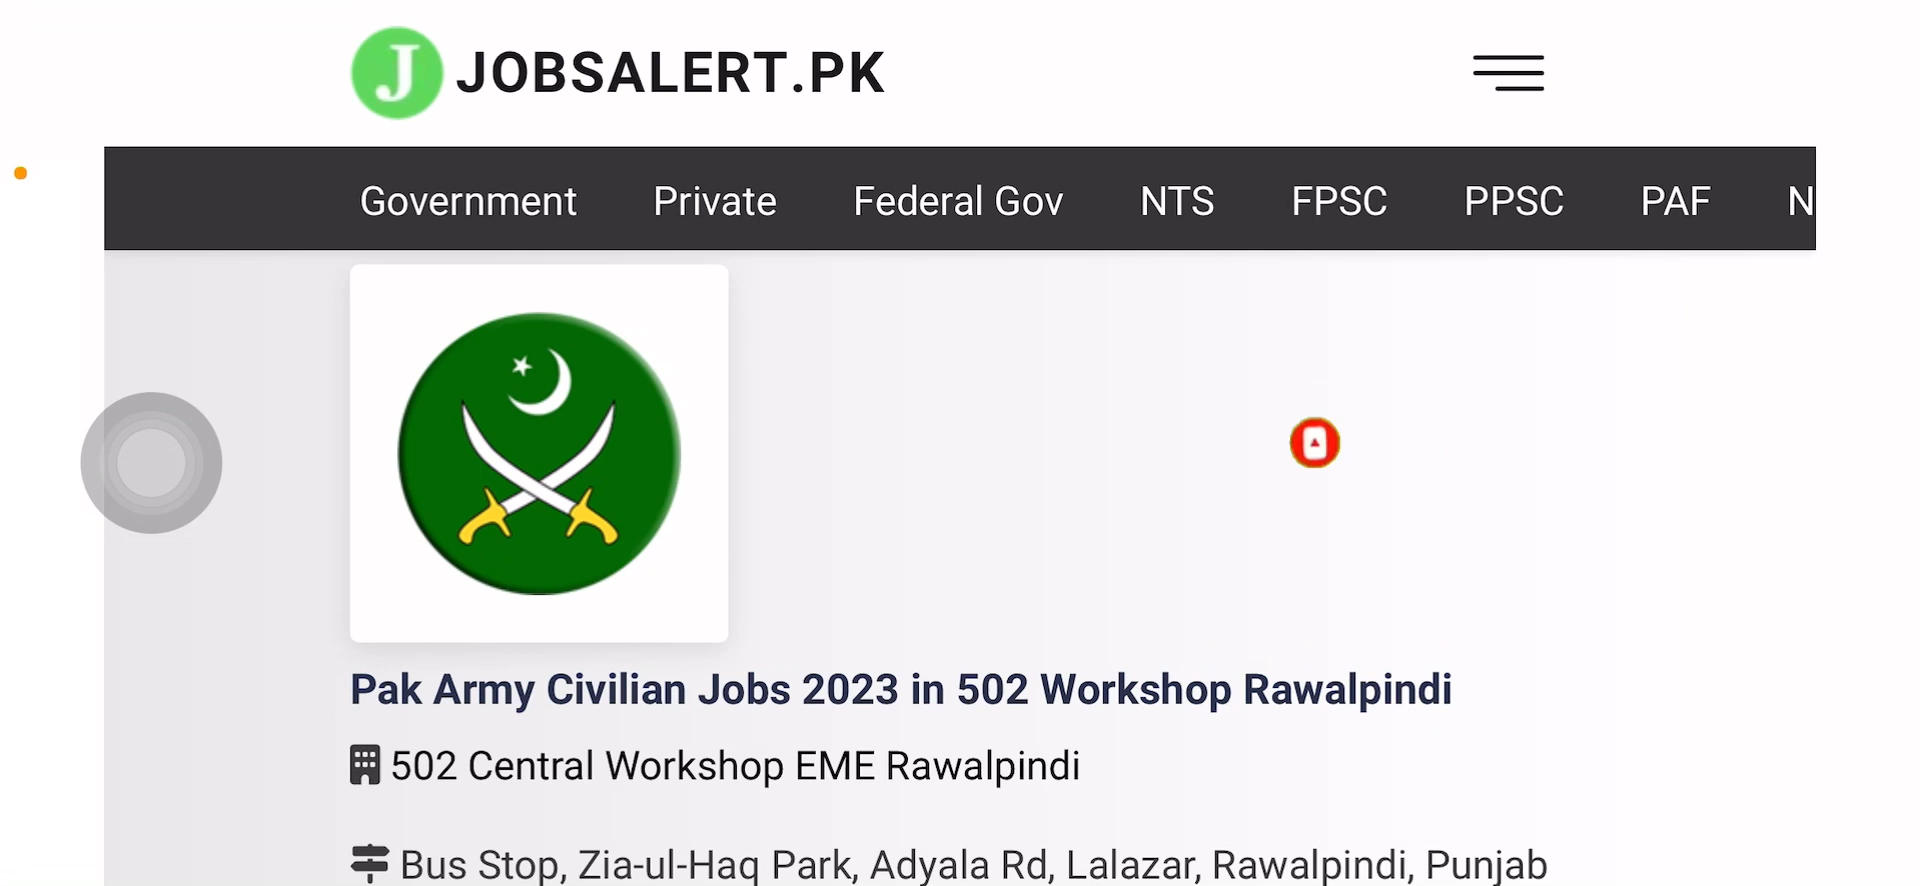 J JOBSALERT.PK
Government Private Federal Gov NTS FPSC PPSC PAF N
Pak Army Civilian Jobs 2023 in 502 Workshop Rawalpindi
502 Central Workshop EME Rawalpindi
Bus Stop, Zia-ul-Haq Park, Adyala Rd, Lalazar, Rawalpindi, Punjab